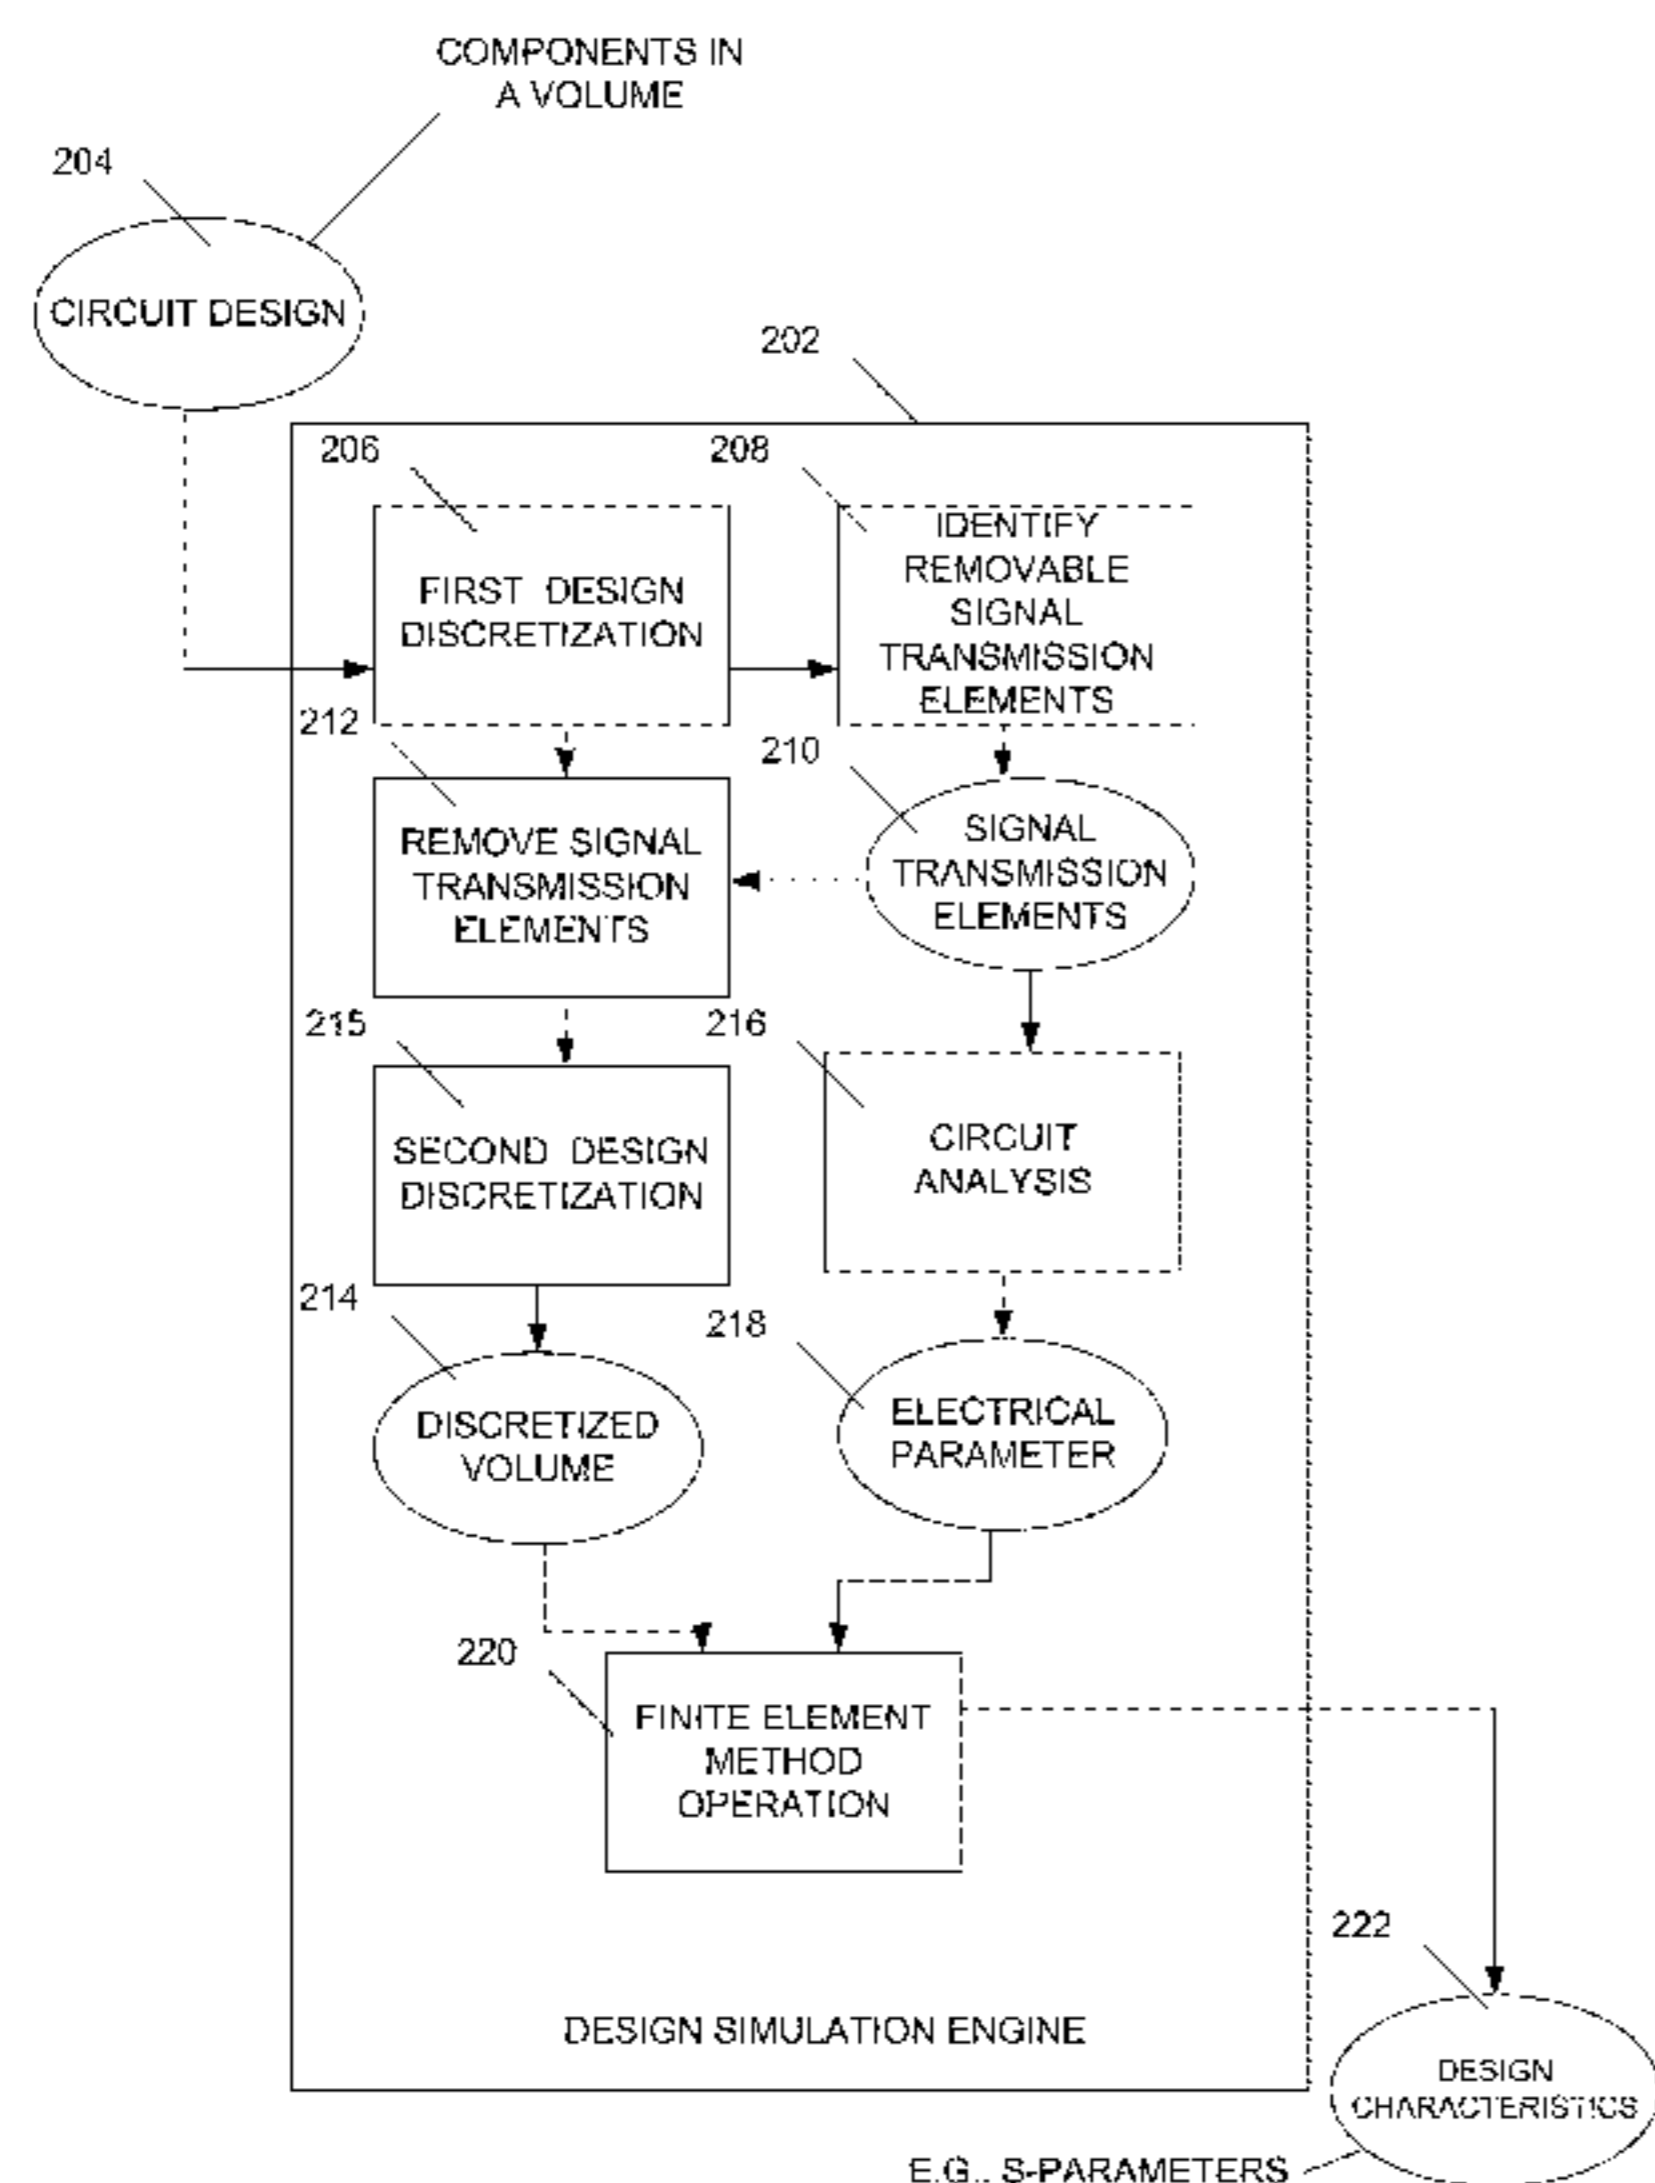 COMPONENTS IN
A VOLUME
204
CIRCUIT DESIGN
202
206
208
FIRST DESIGN
DISCRETIZATION
IDENTIFY
REMOVABLE
SIGNAL
TRANSMISSION
ELEMENTS
212
210
REMOVE SIGNAL
TRANSMISSION
ELEMENTS
SIGNAL
TRANSMISSION
ELEMENTS
215
216
SECOND DESIGN
DISCRETIZATION
CIRCUIT
ANALYSIS
214
218
DISCRETIZED
VOLUME
ELECTRICAL
PARAMETER
220
FINITE ELEMENT
METHOD
OPERATION
222
DESIGN SIMULATION ENGINE
DESIGN
CHARACTERISTICS
E.G., S-PARAMETERS